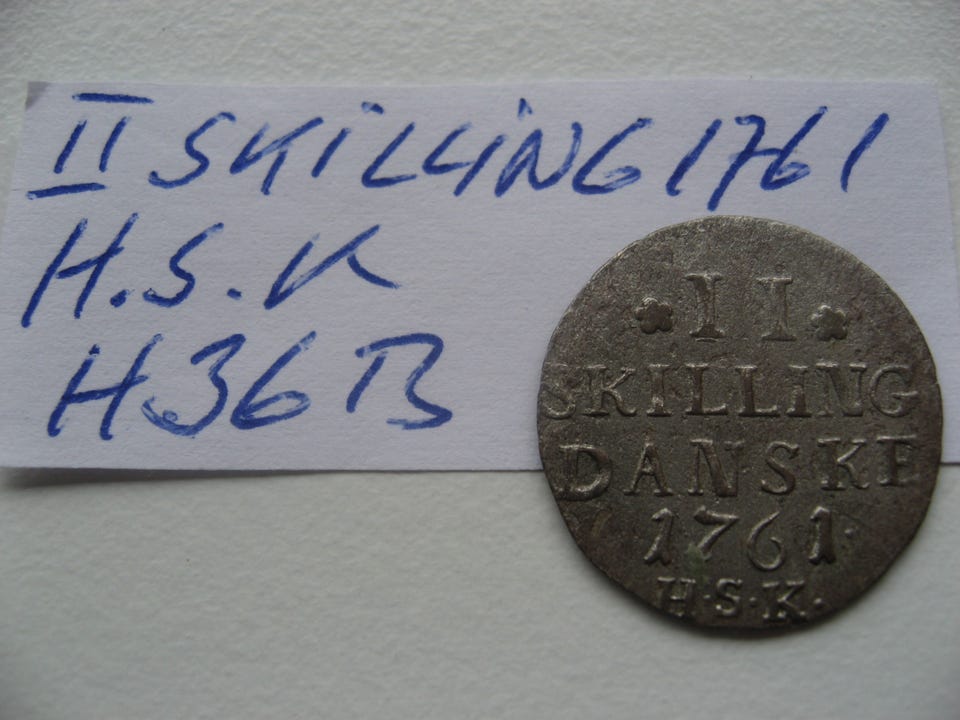 II SKILLING 1761
H.S.K
H36B
II
SKILLING
DANSKE
1761.
H.S.K.